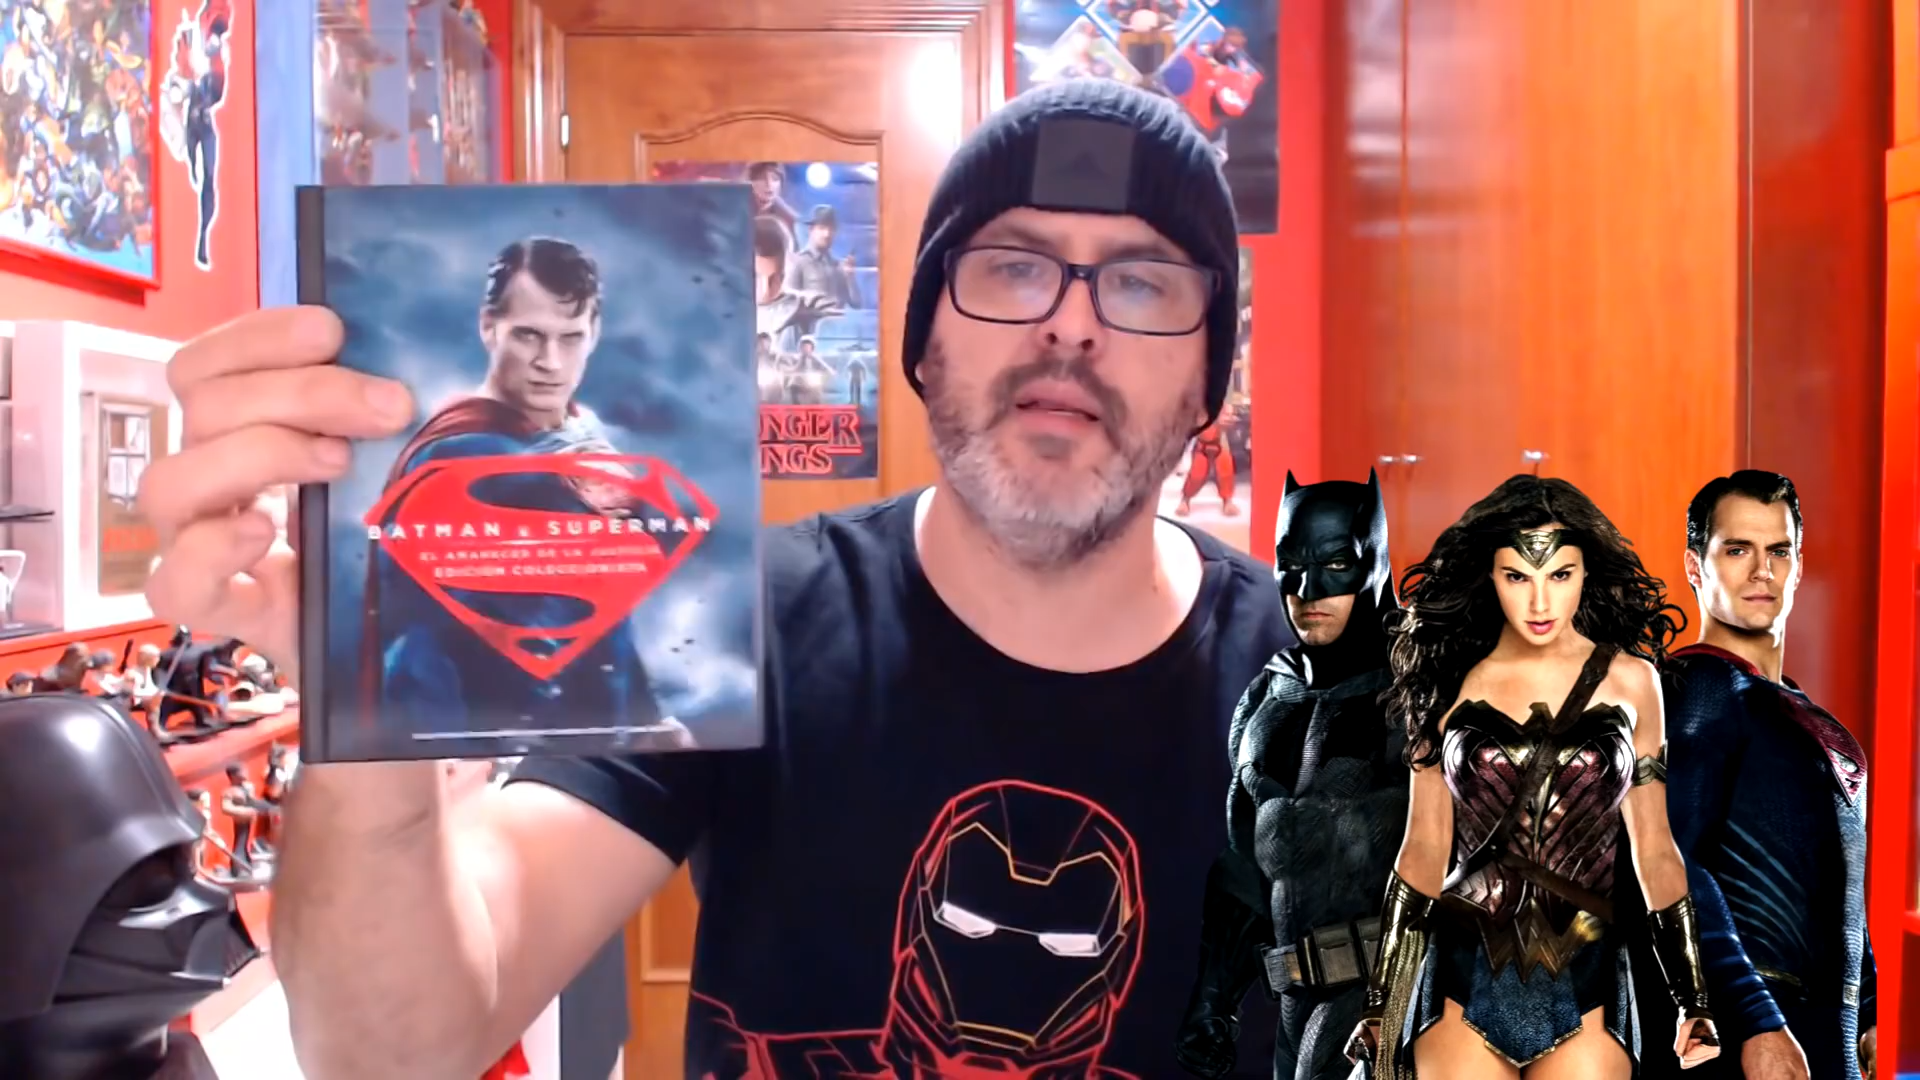 BATMAN v SUPERMAN
EL AMANECER DE LA JUSTICIA
EDICIÓN COLECCIONISTA
NGER
NGS